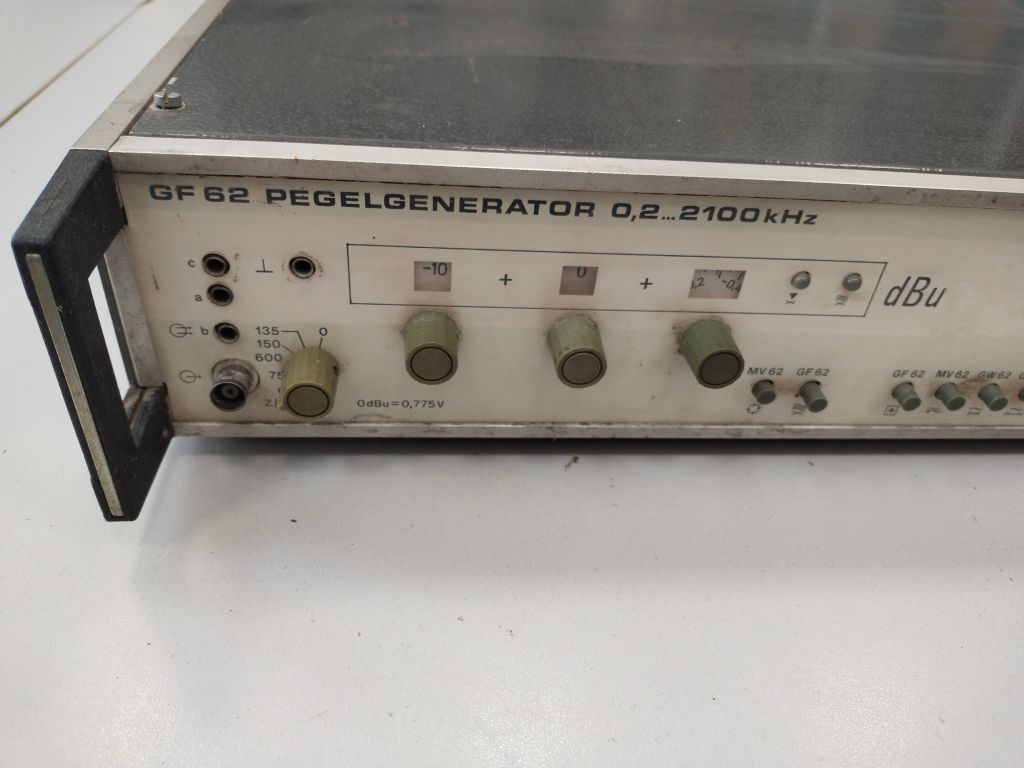 GF 62 PEGELGENERATOR 0,2...2100 kHz
c
a
b
135 0
150
600
75
0dBu=0,775V
-10 + 0 +
dBu
MV 62 GF 62
GF 62 MV 62 GW 62